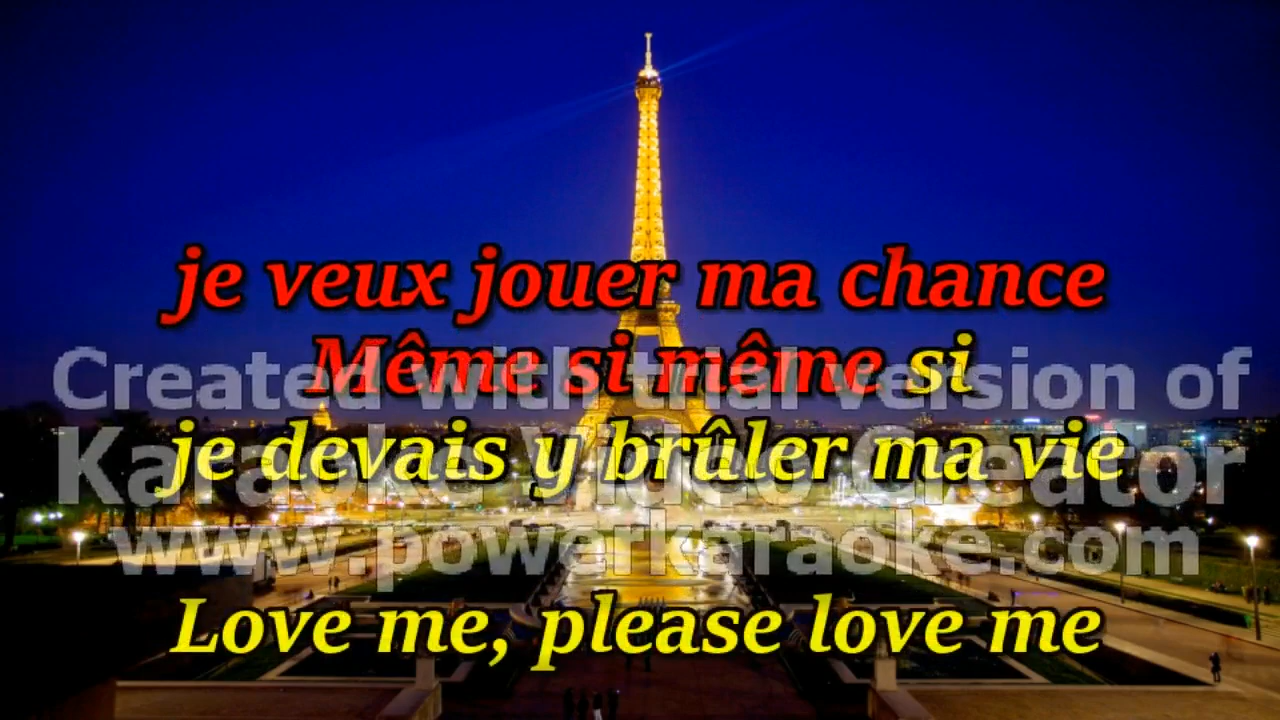 je veux jouer ma chance
Même si même si
Created with trial version of
je devais y brûler ma vie
Karaoke Video Creator
www.powerkaraoke.com
Love me, please love me